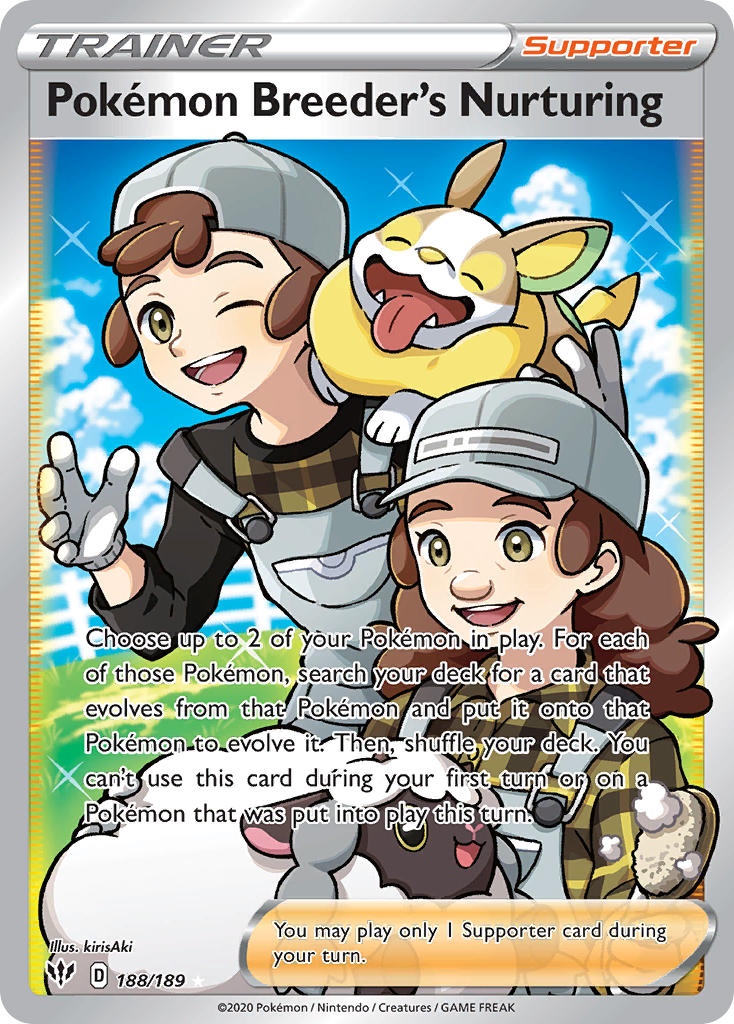 TRAINER
Supporter
Pokémon Breeder's Nurturing
Choose up to 2 of your Pokémon in play. For each
of those Pokémon, search your deck for a card that
evolves from that Pokémon and put it onto that
Pokémon to evolve it. Then, shuffle your deck. You
can't use this card during your first turn or on a
Pokémon that was put into play this turn.
You may play only 1 Supporter card during
your turn.
Illus. kirisAki
D 188/189 ★
©2020 Pokémon / Nintendo / Creatures / GAME FREAK